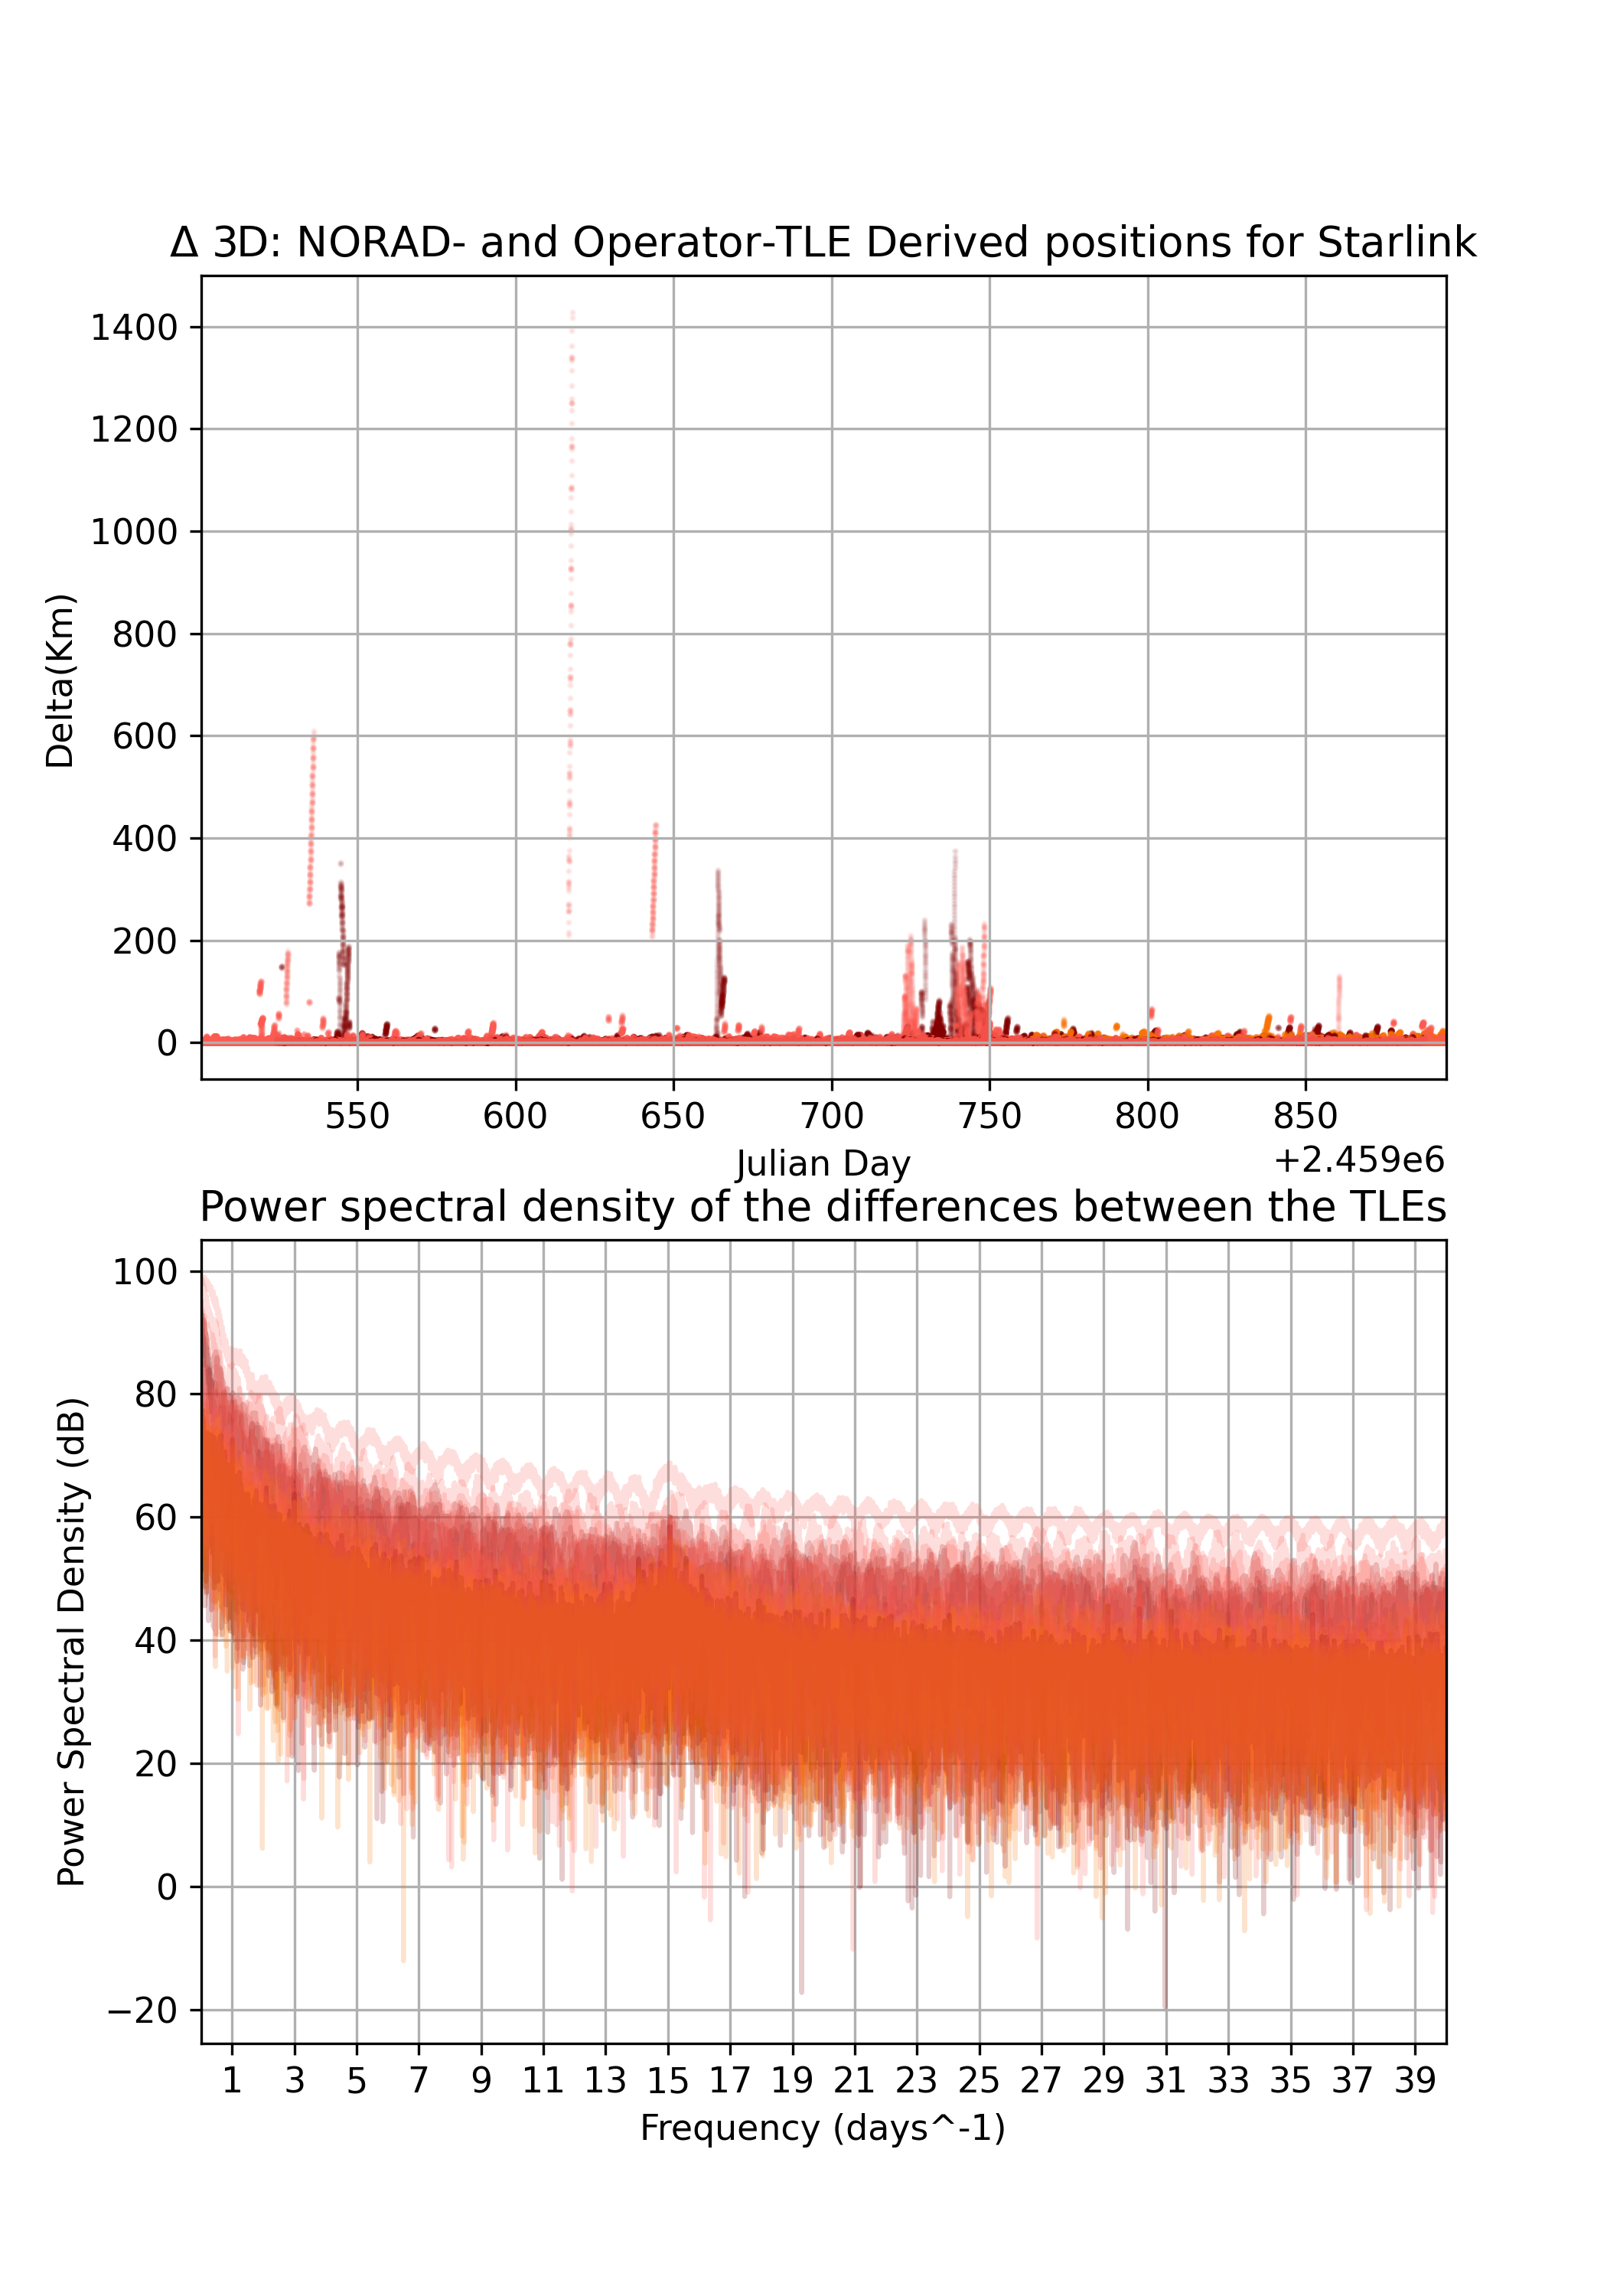 Δ 3D: NORAD- and Operator-TLE Derived positions for Starlink
1400
1200
1000
800
600
400
200
0
Delta(Km)
550 600 650 700 750 800 850
Julian Day
+2.459e6
Power spectral density of the differences between the TLEs
100
80
60
40
20
0
−20
Power Spectral Density (dB)
1 3 5 7 9 11 13 15 17 19 21 23 25 27 29 31 33 35 37 39
Frequency (days^-1)